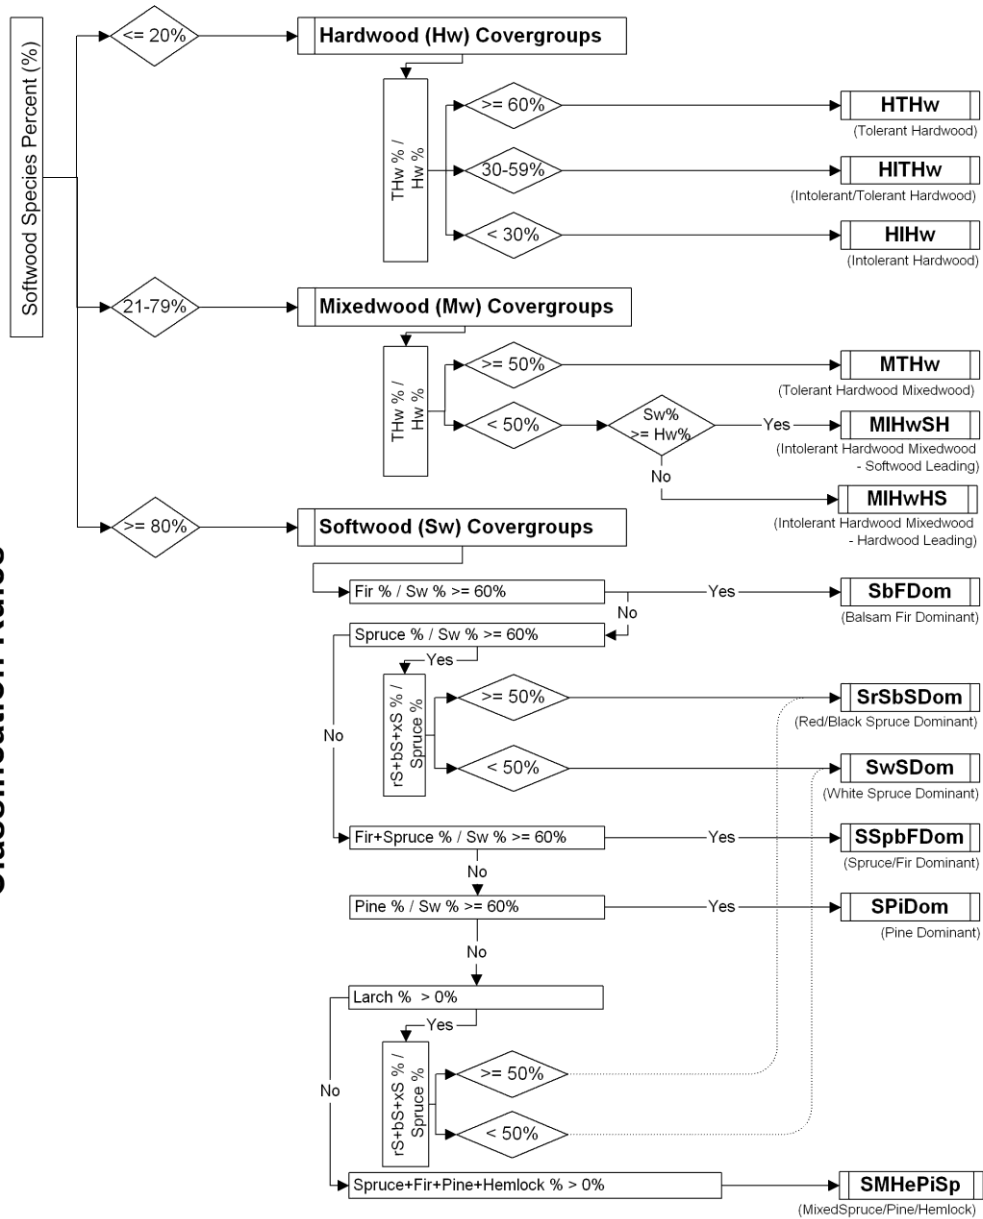 Softwood Species Percent (%)
<= 20%
Hardwood (Hw) Covergroups
THw % /
Hw %
>= 60%
HTHw
(Tolerant Hardwood)
30-59%
HITHw
(Intolerant/Tolerant Hardwood)
< 30%
HIHw
(Intolerant Hardwood)
21-79%
Mixedwood (Mw) Covergroups
THw % /
Hw %
>= 50%
MTHw
(Tolerant Hardwood Mixedwood)
< 50%
Sw%
>= Hw%
Yes
MIHwSH
(Intolerant Hardwood Mixedwood
- Softwood Leading)
No
MIHwHS
(Intolerant Hardwood Mixedwood
- Hardwood Leading)
>= 80%
Softwood (Sw) Covergroups
Fir % / Sw % >= 60%
Yes
SbFDom
(Balsam Fir Dominant)
No
Spruce % / Sw % >= 60%
Yes
rS+bS+xS % /
Spruce %
>= 50%
SrSbSDom
(Red/Black Spruce Dominant)
No
< 50%
SwSDom
(White Spruce Dominant)
Fir+Spruce % / Sw % >= 60%
Yes
SSpbFDom
(Spruce/Fir Dominant)
No
Pine % / Sw % >= 60%
Yes
SPiDom
(Pine Dominant)
No
Larch % > 0%
Yes
rS+bS+xS % /
Spruce %
>= 50%
No
< 50%
Spruce+Fir+Pine+Hemlock % > 0%
SMHePiSp
(MixedSpruce/Pine/Hemlock)